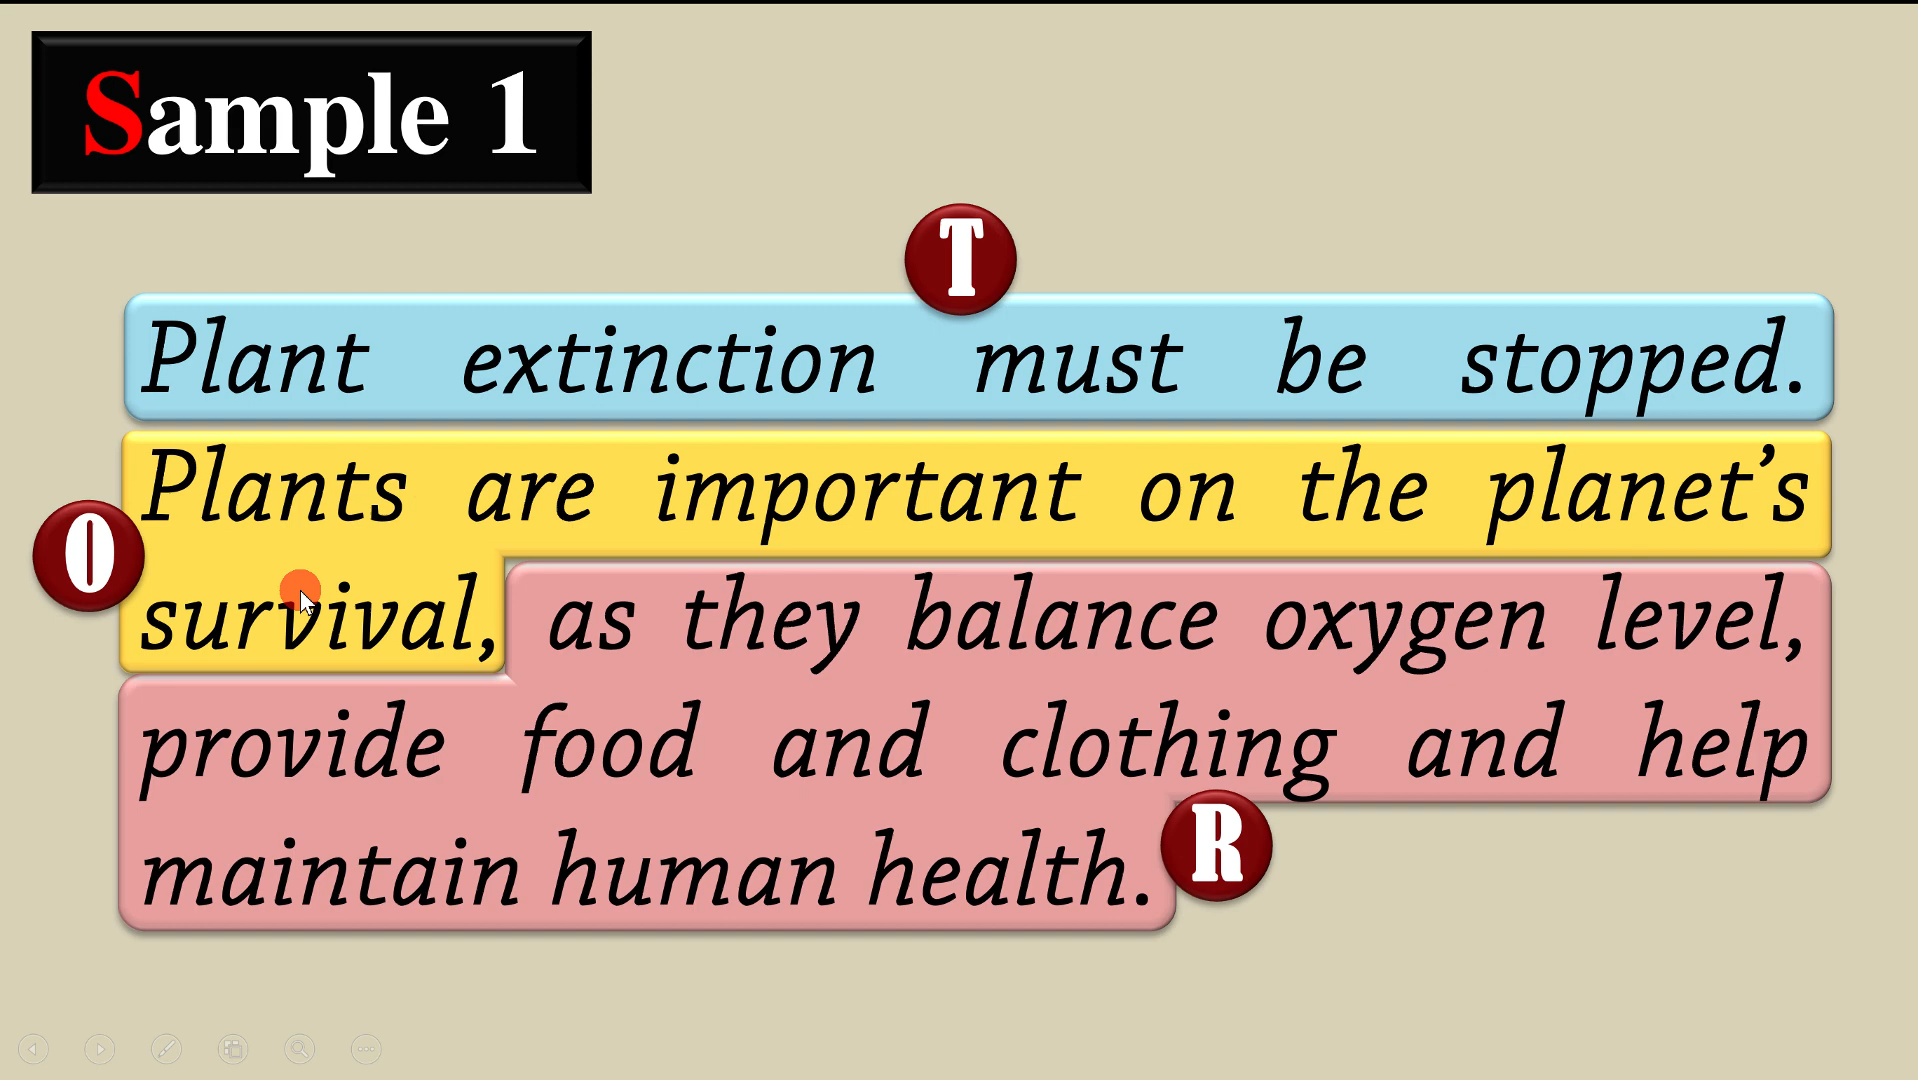 Sample 1
T
Plant extinction must be stopped.
Plants are important on the planet’s
O
survival, as they balance oxygen level,
provide food and clothing and help
maintain human health.
R